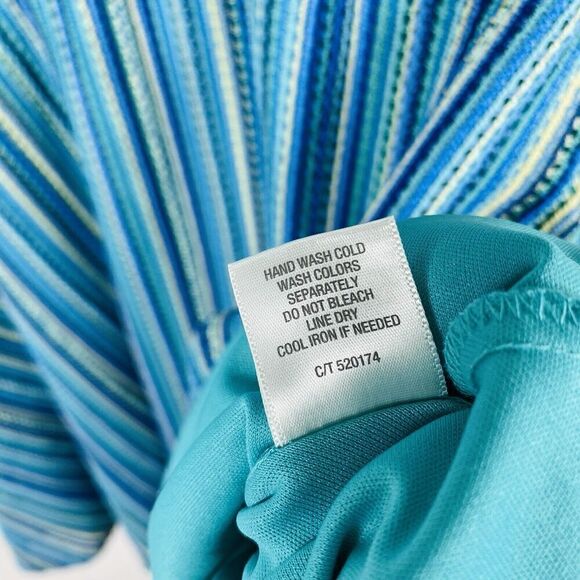 HAND WASH COLD
WASH COLORS
SEPARATELY
DO NOT BLEACH
LINE DRY
COOL IRON IF NEEDED
C/T 520174